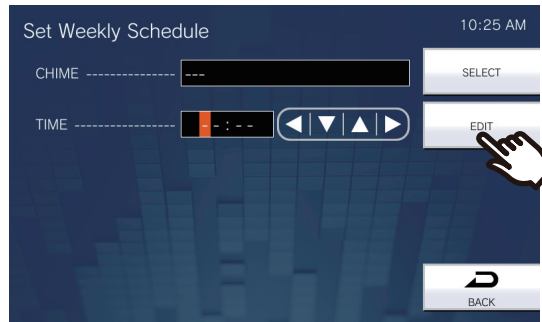 Set Weekly Schedule
10:25 AM
CHIME --------------- ---
SELECT
TIME ----------------- --:--
EDIT
BACK